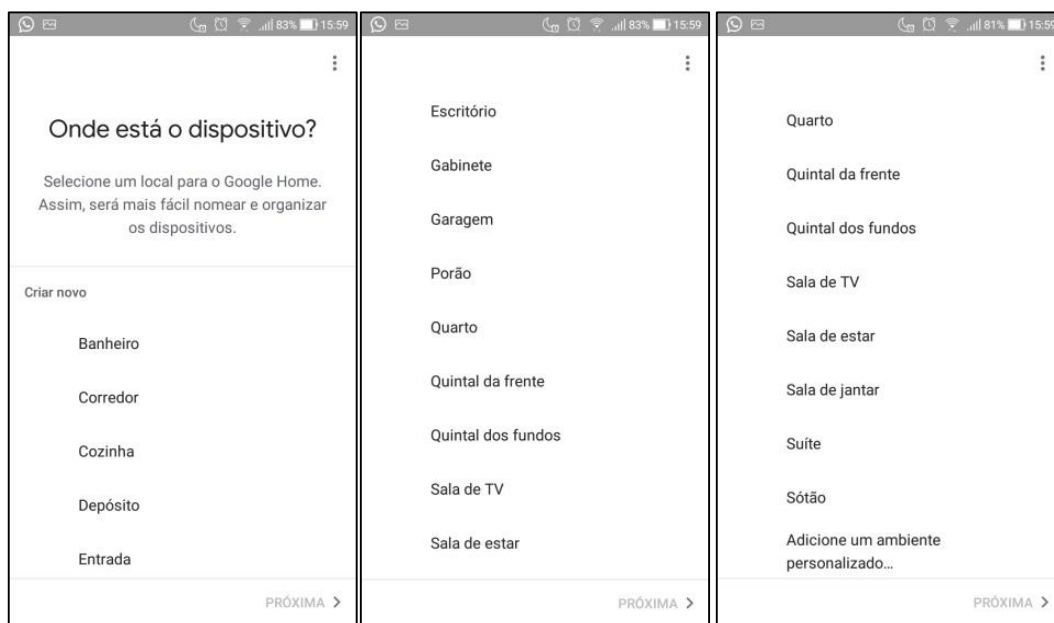 83% 15:59
Onde está o dispositivo?
Selecione um local para o Google Home.
Assim, será mais fácil nomear e organizar
os dispositivos.
Criar novo
Banheiro
Corredor
Cozinha
Depósito
Entrada
PRÓXIMA
83% 15:59
Escritório
Gabinete
Garagem
Porão
Quarto
Quintal da frente
Quintal dos fundos
Sala de TV
Sala de estar
PRÓXIMA
81% 15:59
Quarto
Quintal da frente
Quintal dos fundos
Sala de TV
Sala de estar
Sala de jantar
Suíte
Sótão
Adicione um ambiente
personalizado...
PRÓXIMA